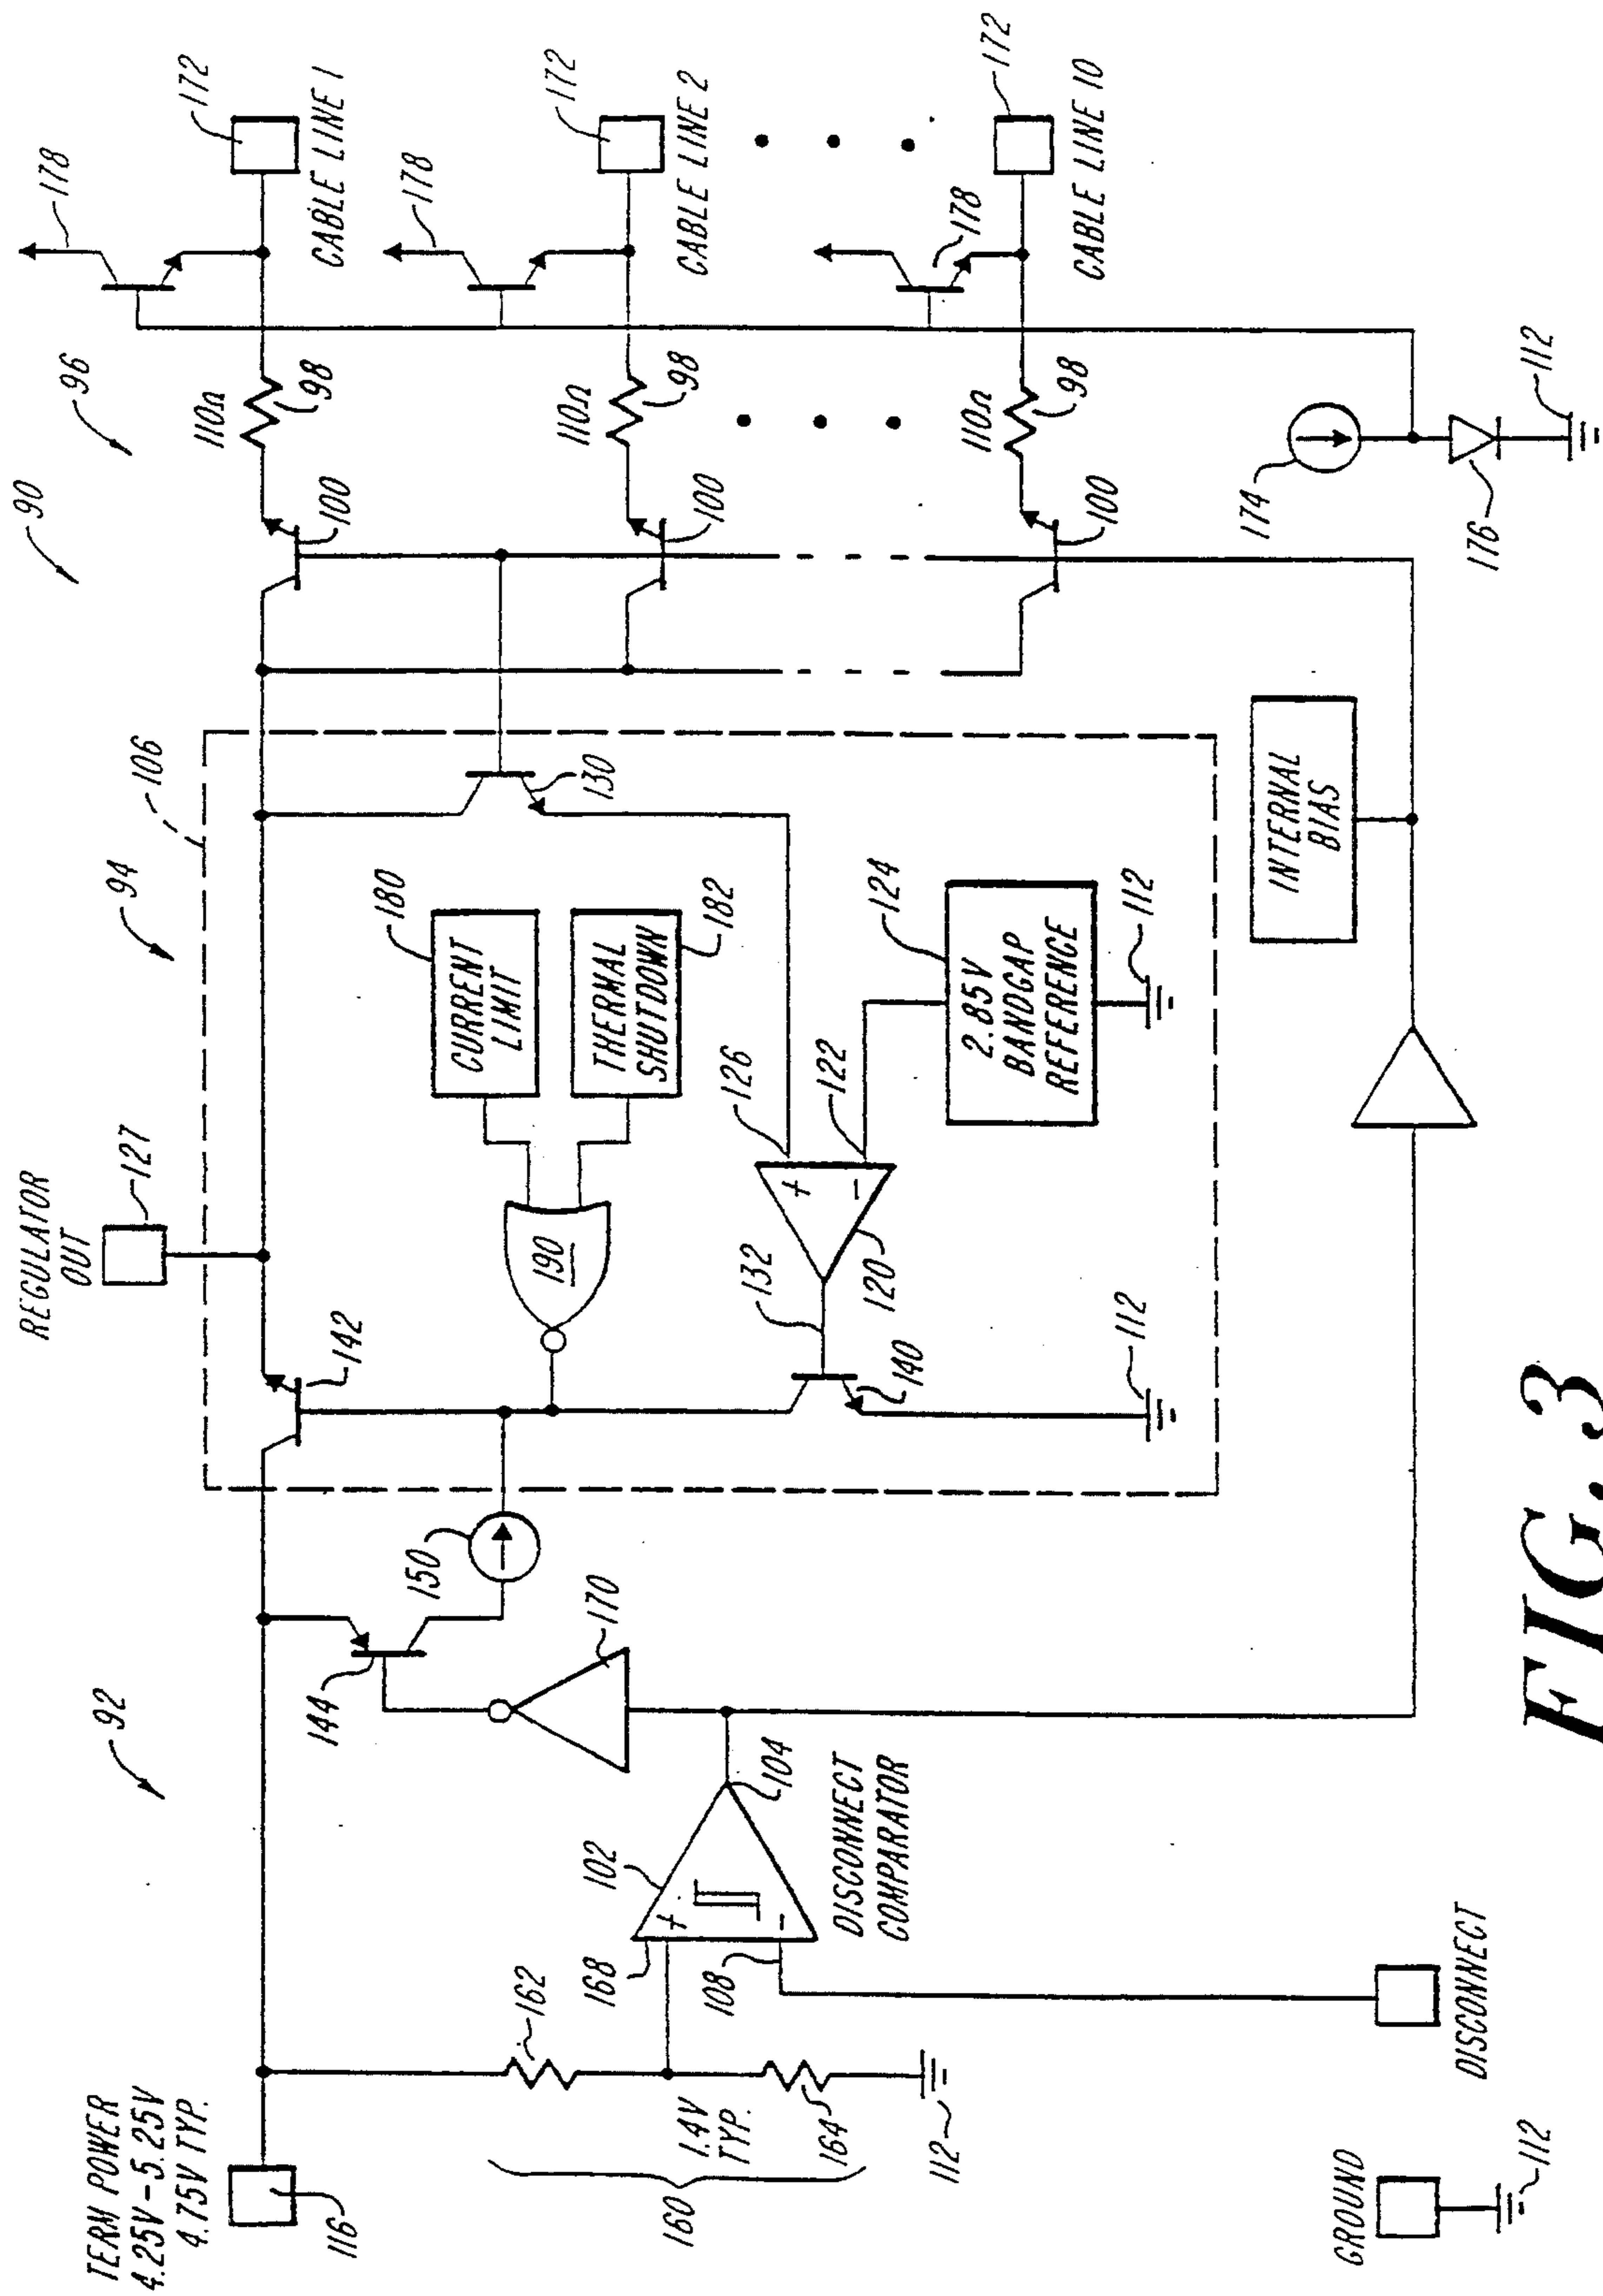 TERM POWER
4.25V-5.25V
4.75V TYP.
116
92
REGULATOR
OUT
127
94
106
90
96
144
150
142
CURRENT
LIMIT
180
THERMAL
SHUTDOWN
182
190
130
100
110Ω
98
178
172
CABLE LINE 1
100
110Ω
98
178
172
CABLE LINE 2
100
110Ω
98
178
172
CABLE LINE 10
160
162
1.4V
TYP.
164
112
168
+
102
108
-
104
DISCONNECT
COMPARATOR
170
132
140
112
126
+
122
-
120
124
2.85V
BANDGAP
REFERENCE
112
INTERNAL
BIAS
174
176
112
GROUND
112
DISCONNECT
FIG. 3